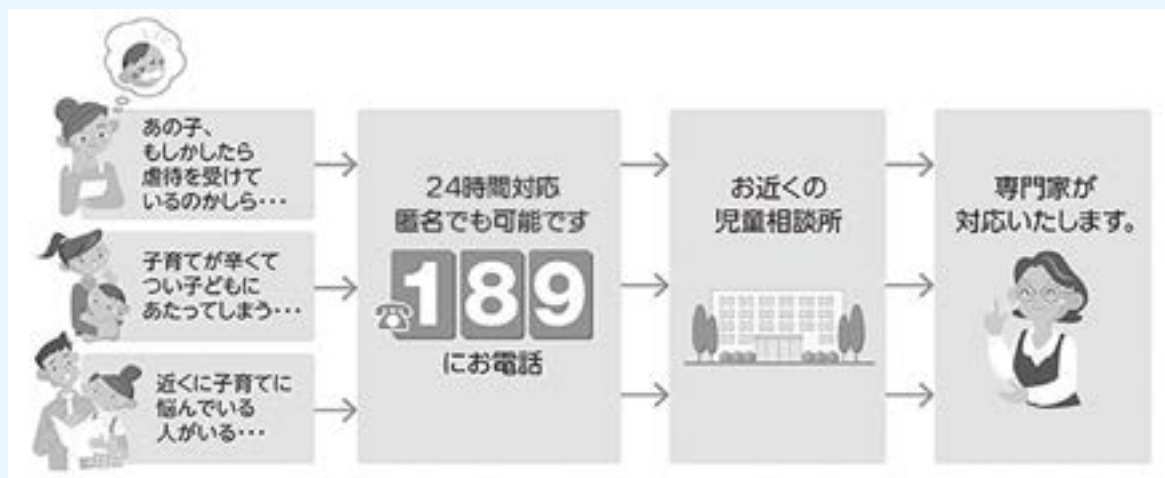 あの子、
もしかしたら
虐待を受けて
いるのかしら・・・
子育てが辛くて
つい子どもに
あたってしまう・・・
近くに子育てに
悩んでいる
人がいる・・・
24時間対応
匿名でも可能です
189
にお電話
お近くの
児童相談所
専門家が
対応いたします。